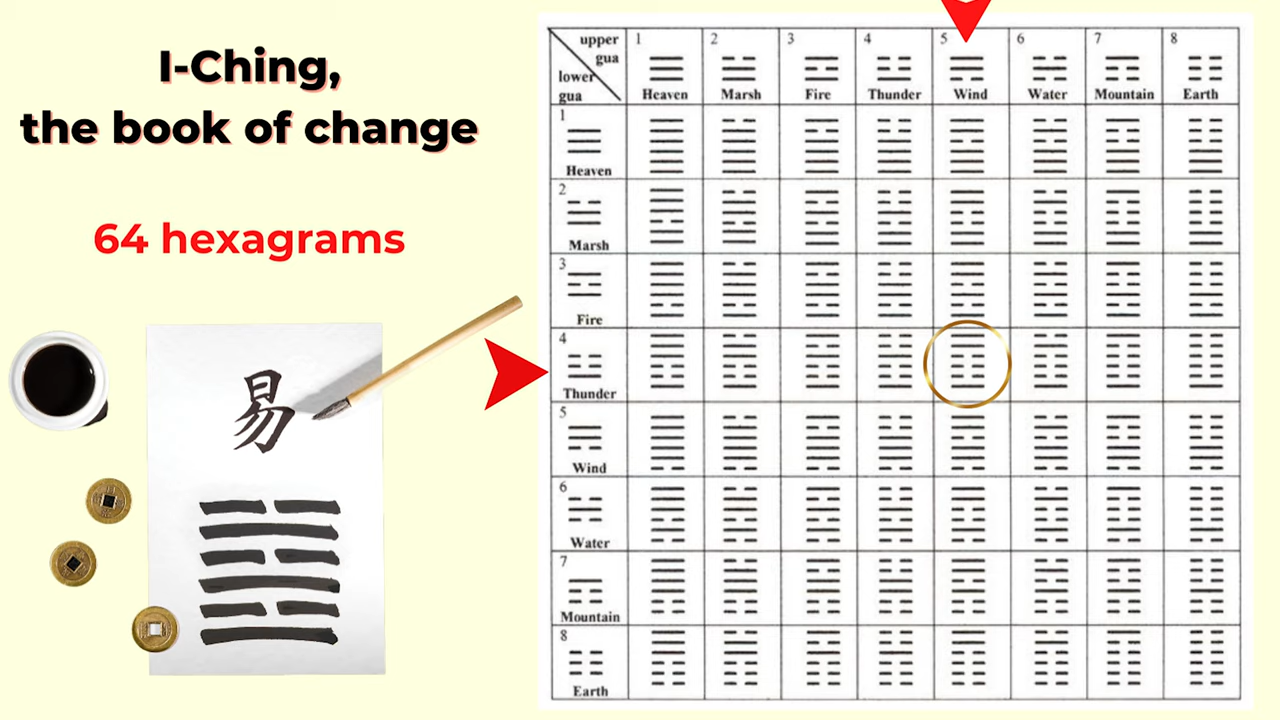 I-Ching,
the book of change
64 hexagrams
易
upper
gua
lower
gua
1
Heaven
2
Marsh
3
Fire
4
Thunder
5
Wind
6
Water
7
Mountain
8
Earth
1
Heaven
2
Marsh
3
Fire
4
Thunder
5
Wind
6
Water
7
Mountain
8
Earth